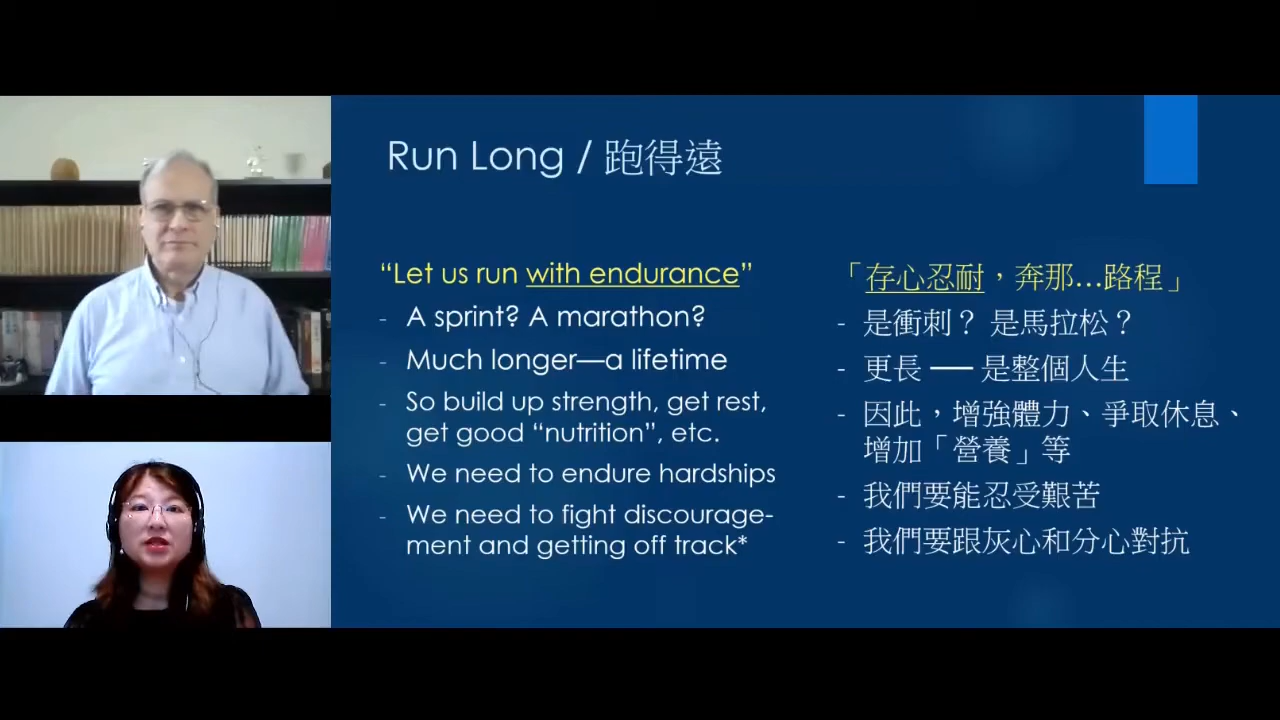 Run Long / 跑得遠
“Let us run with endurance”
- A sprint? A marathon?
- Much longer—a lifetime
- So build up strength, get rest,
get good “nutrition”, etc.
- We need to endure hardships
- We need to fight discourage-
ment and getting off track*
「存心忍耐，奔那…路程」
- 是衝刺？ 是馬拉松？
- 更長 ── 是整個人生
- 因此，增強體力、爭取休息、
增加「營養」等
- 我們要能忍受艱苦
- 我們要跟灰心和分心對抗